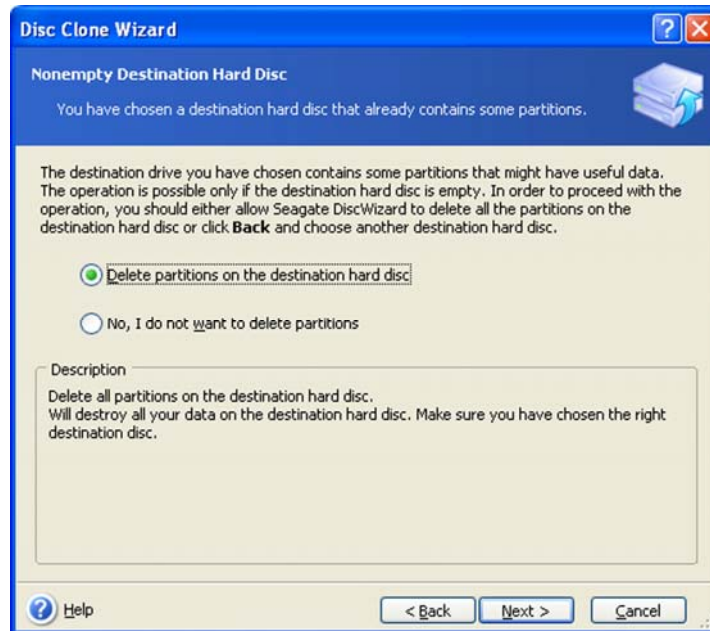 Disc Clone Wizard
Nonempty Destination Hard Disc
You have chosen a destination hard disc that already contains some partitions.
The destination drive you have chosen contains some partitions that might have useful data.
The operation is possible only if the destination hard disc is empty. In order to proceed with the
operation, you should either allow Seagate DiscWizard to delete all the partitions on the
destination hard disc or click Back and choose another destination hard disc.
Delete partitions on the destination hard disc
No, I do not want to delete partitions
Description
Delete all partitions on the destination hard disc.
Will destroy all your data on the destination hard disc. Make sure you have chosen the right
destination disc.
? Help
< Back
Next >
Cancel